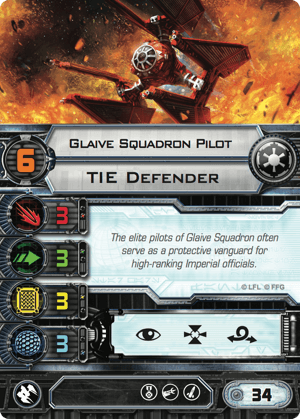 Glaive Squadron Pilot
6
TIE Defender
3
3
3
3
The elite pilots of Glaive Squadron often
serve as a protective vanguard for
high-ranking Imperial officials.
© LFL © FFG
34